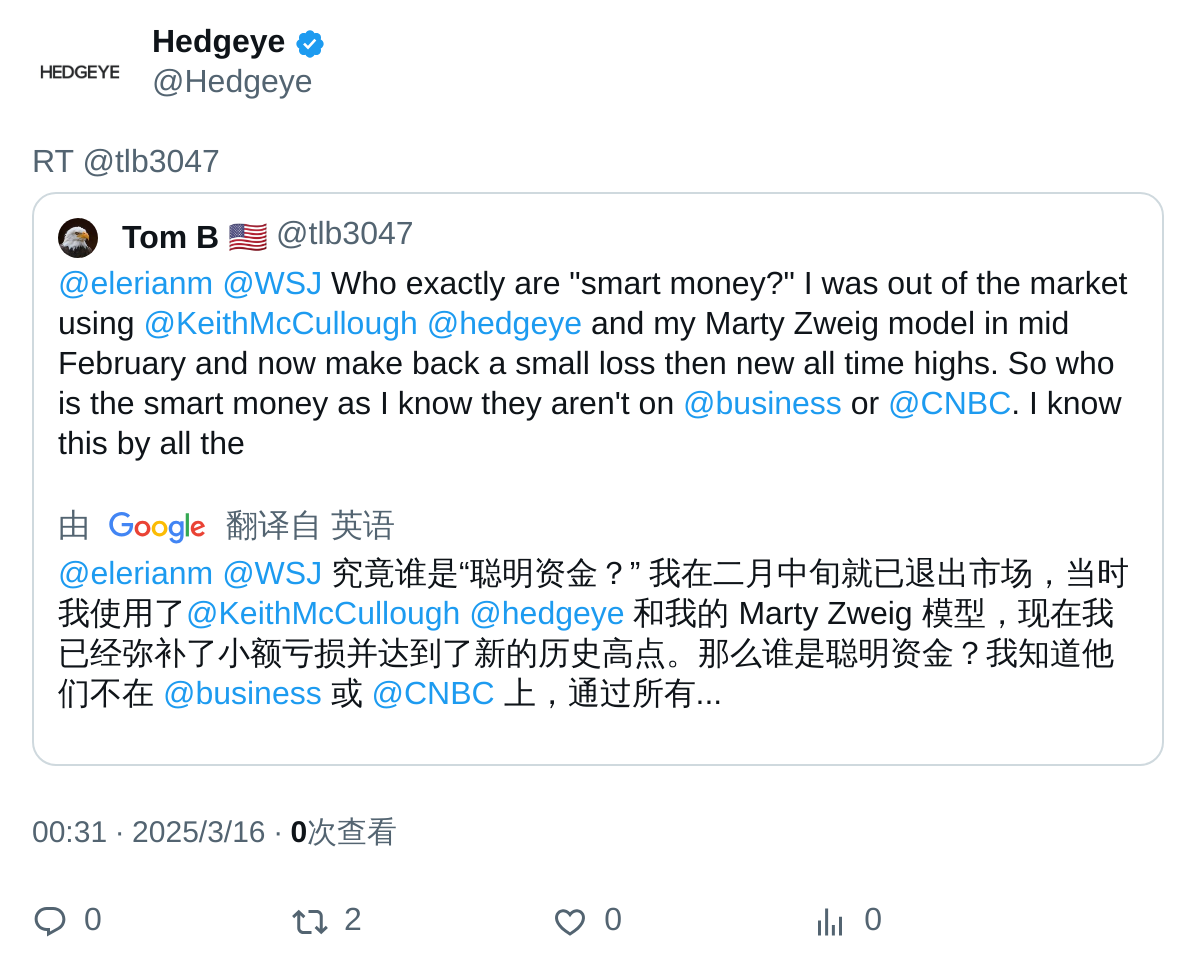 Hedgeye
HEDGEYE
@Hedgeye
RT @tlb3047
Tom B 🇺🇸 @tlb3047
@elerianm @WSJ Who exactly are "smart money?" I was out of the market
using @KeithMcCullough @hedgeye and my Marty Zweig model in mid
February and now make back a small loss then new all time highs. So who
is the smart money as I know they aren't on @business or @CNBC. I know
this by all the
由 Google 翻译自 英语
@elerianm @WSJ 究竟谁是“聪明资金？” 我在二月中旬就已退出市场，当时
我使用了@KeithMcCullough @hedgeye 和我的 Marty Zweig 模型，现在我
已经弥补了小额亏损并达到了新的历史高点。那么谁是聪明资金？我知道他
们不在 @business 或 @CNBC 上，通过所有...
00:31 · 2025/3/16 · 0次查看
0 2 0 0